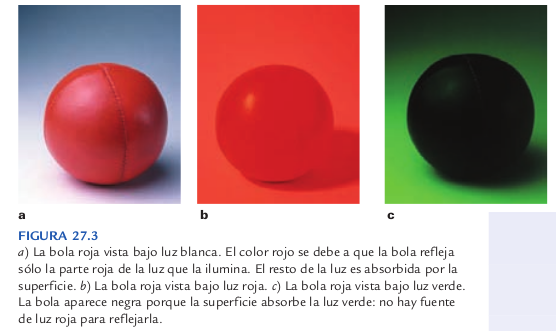 a b c
FIGURA 27.3
a) La bola roja vista bajo luz blanca. El color rojo se debe a que la bola refleja
sólo la parte roja de la luz que la ilumina. El resto de la luz es absorbida por la
superficie. b) La bola roja vista bajo luz roja. c) La bola roja vista bajo luz verde.
La bola aparece negra porque la superficie absorbe la luz verde: no hay fuente
de luz roja para reflejarla.